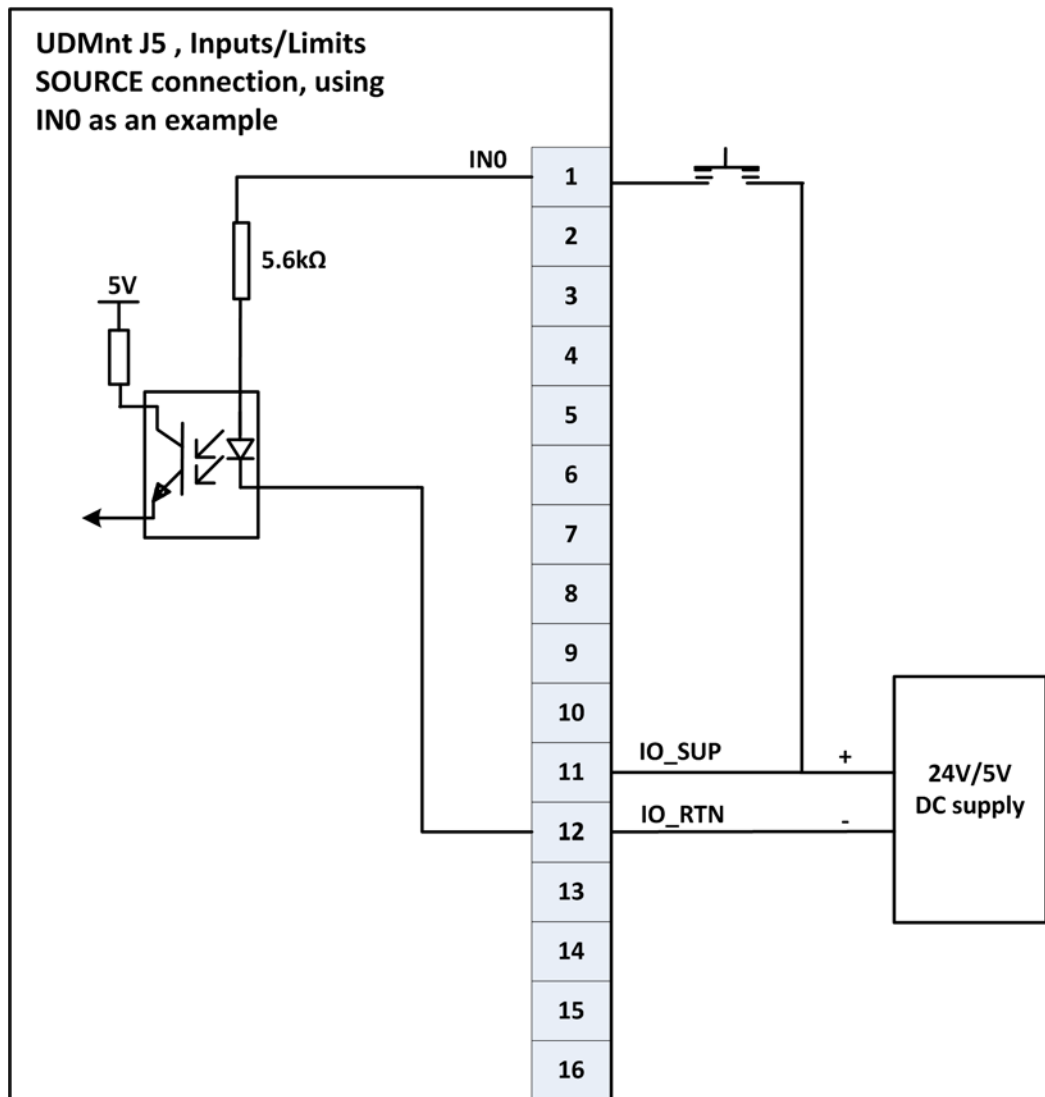 UDMnt J5 , Inputs/Limits
SOURCE connection, using
IN0 as an example
IN0
1
2
5.6kΩ
5V
3
4
5
6
7
8
9
10
IO_SUP
+
11
24V/5V
DC supply
IO_RTN
-
12
13
14
15
16